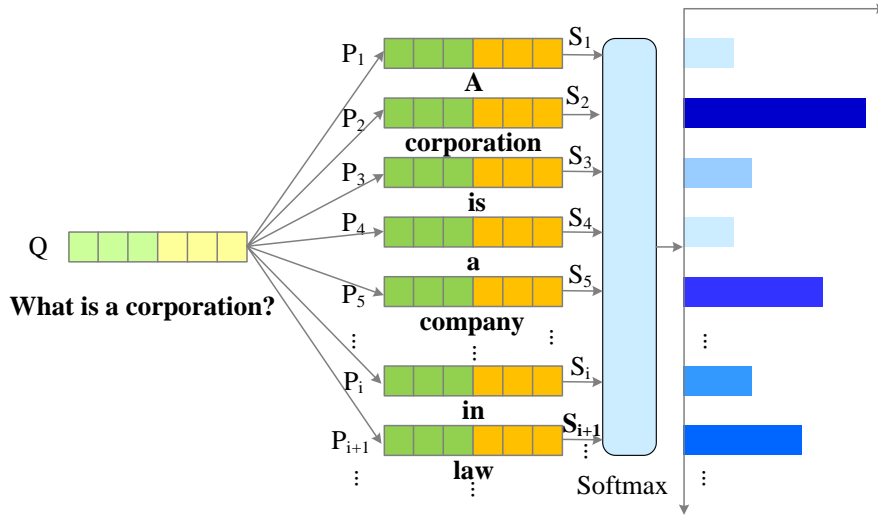 P₁ S₁
A
P₂ S₂
corporation
P₃ S₃
is
P₄ S₄
a
Q
What is a corporation?
P₅ S₅
company
⋮ ⋮ ⋮ ⋮
Pᵢ Sᵢ
in
Pᵢ₊₁ Sᵢ₊₁
law
⋮ ⋮ ⋮ ⋮
Softmax